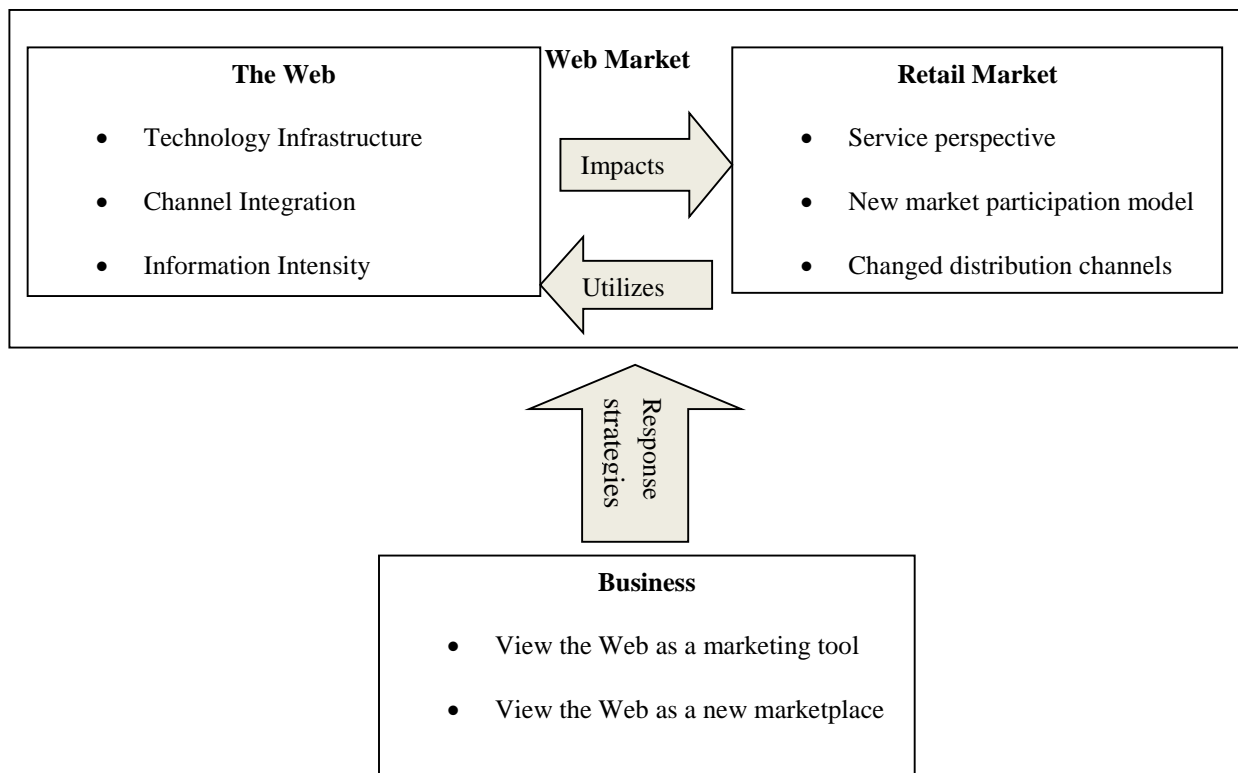 Web Market
The Web
• Technology Infrastructure
• Channel Integration
• Information Intensity
Impacts
Utilizes
Retail Market
• Service perspective
• New market participation model
• Changed distribution channels
Response
strategies
Business
• View the Web as a marketing tool
• View the Web as a new marketplace